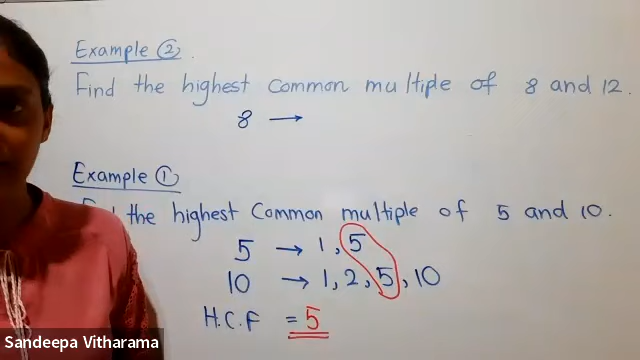 Example ②
Find the highest common multiple of 8 and 12.
8 →
Example ①
the highest Common multiple of 5 and 10.
5 → 1, 5
10 → 1, 2, 5, 10
H.C.F = 5
Sandeepa Vitharama